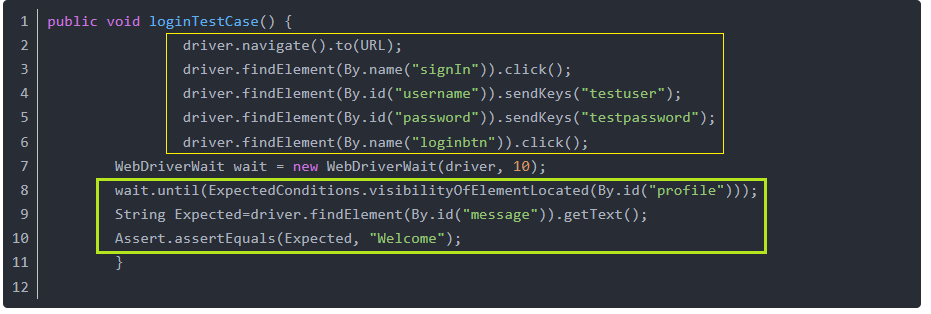 1 public void loginTestCase() {
2 driver.navigate().to(URL);
3 driver.findElement(By.name("signIn")).click();
4 driver.findElement(By.id("username")).sendKeys("testuser");
5 driver.findElement(By.id("password")).sendKeys("testpassword");
6 driver.findElement(By.name("loginbtn")).click();
7 WebDriverWait wait = new WebDriverWait(driver, 10);
8 wait.until(ExpectedConditions.visibilityOfElementLocated(By.id("profile")));
9 String Expected=driver.findElement(By.id("message")).getText();
10 Assert.assertEquals(Expected, "Welcome");
11 }
12